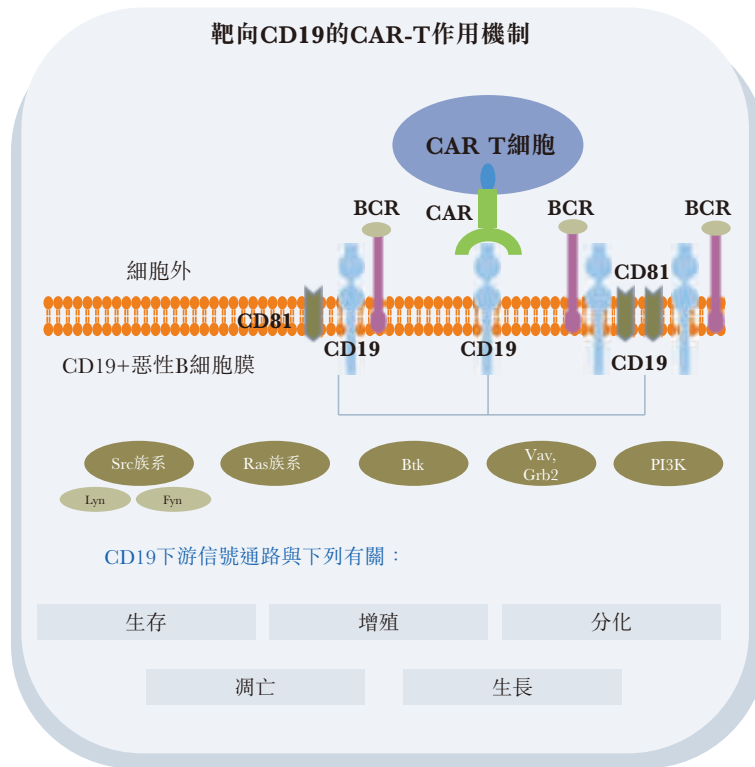 靶向CD19的CAR-T作用機制
CAR T細胞
BCR
CAR
BCR
BCR
細胞外
CD81
CD81
CD19
CD19
CD19
CD19+惡性B細胞膜
Src族系
Ras族系
Btk
Vav,
Grb2
PI3K
Lyn
Fyn
CD19下游信號通路與下列有關：
生存
增殖
分化
凋亡
生長